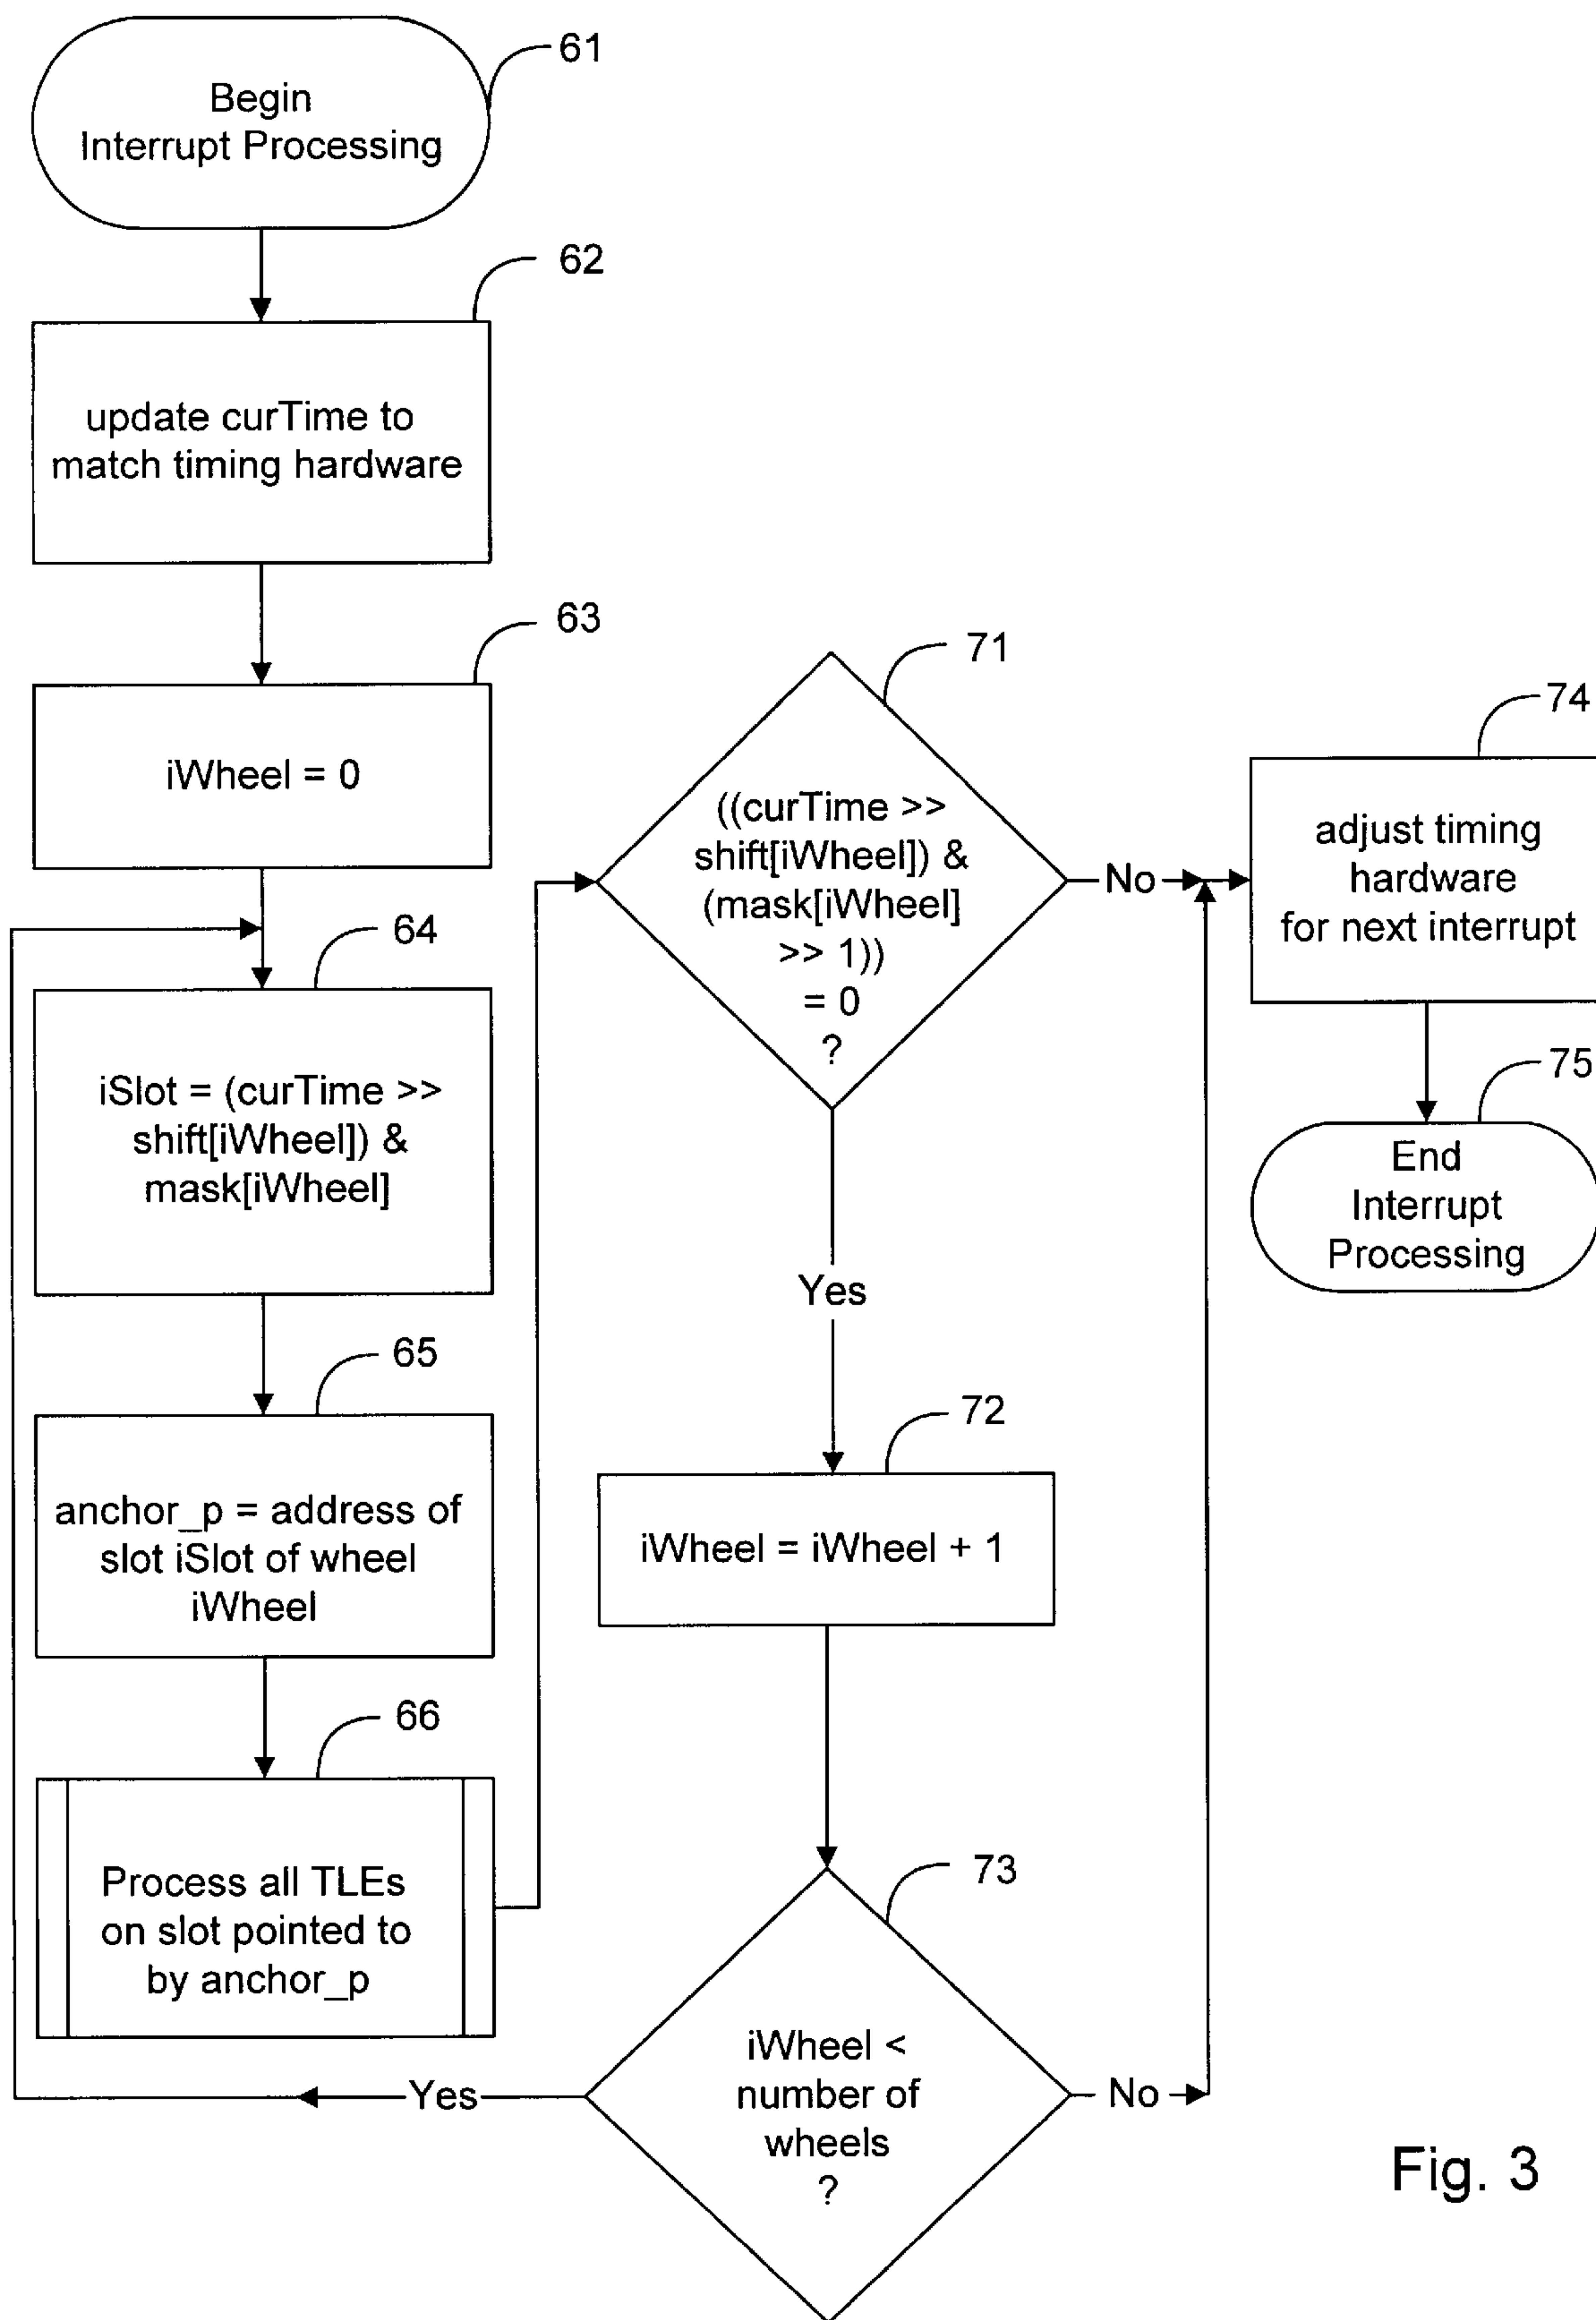 61
Begin
Interrupt Processing
62
update curTime to
match timing hardware
63
iWheel = 0
64
iSlot = (curTime >>
shift[iWheel]) &
mask[iWheel]
65
anchor_p = address of
slot iSlot of wheel
iWheel
66
Process all TLEs
on slot pointed to
by anchor_p
71
((curTime >>
shift[iWheel]) &
(mask[iWheel]
>> 1))
= 0
?
No
Yes
72
iWheel = iWheel + 1
73
iWheel <
number of
wheels
?
Yes
No
74
adjust timing
hardware
for next interrupt
75
End
Interrupt
Processing
Fig. 3